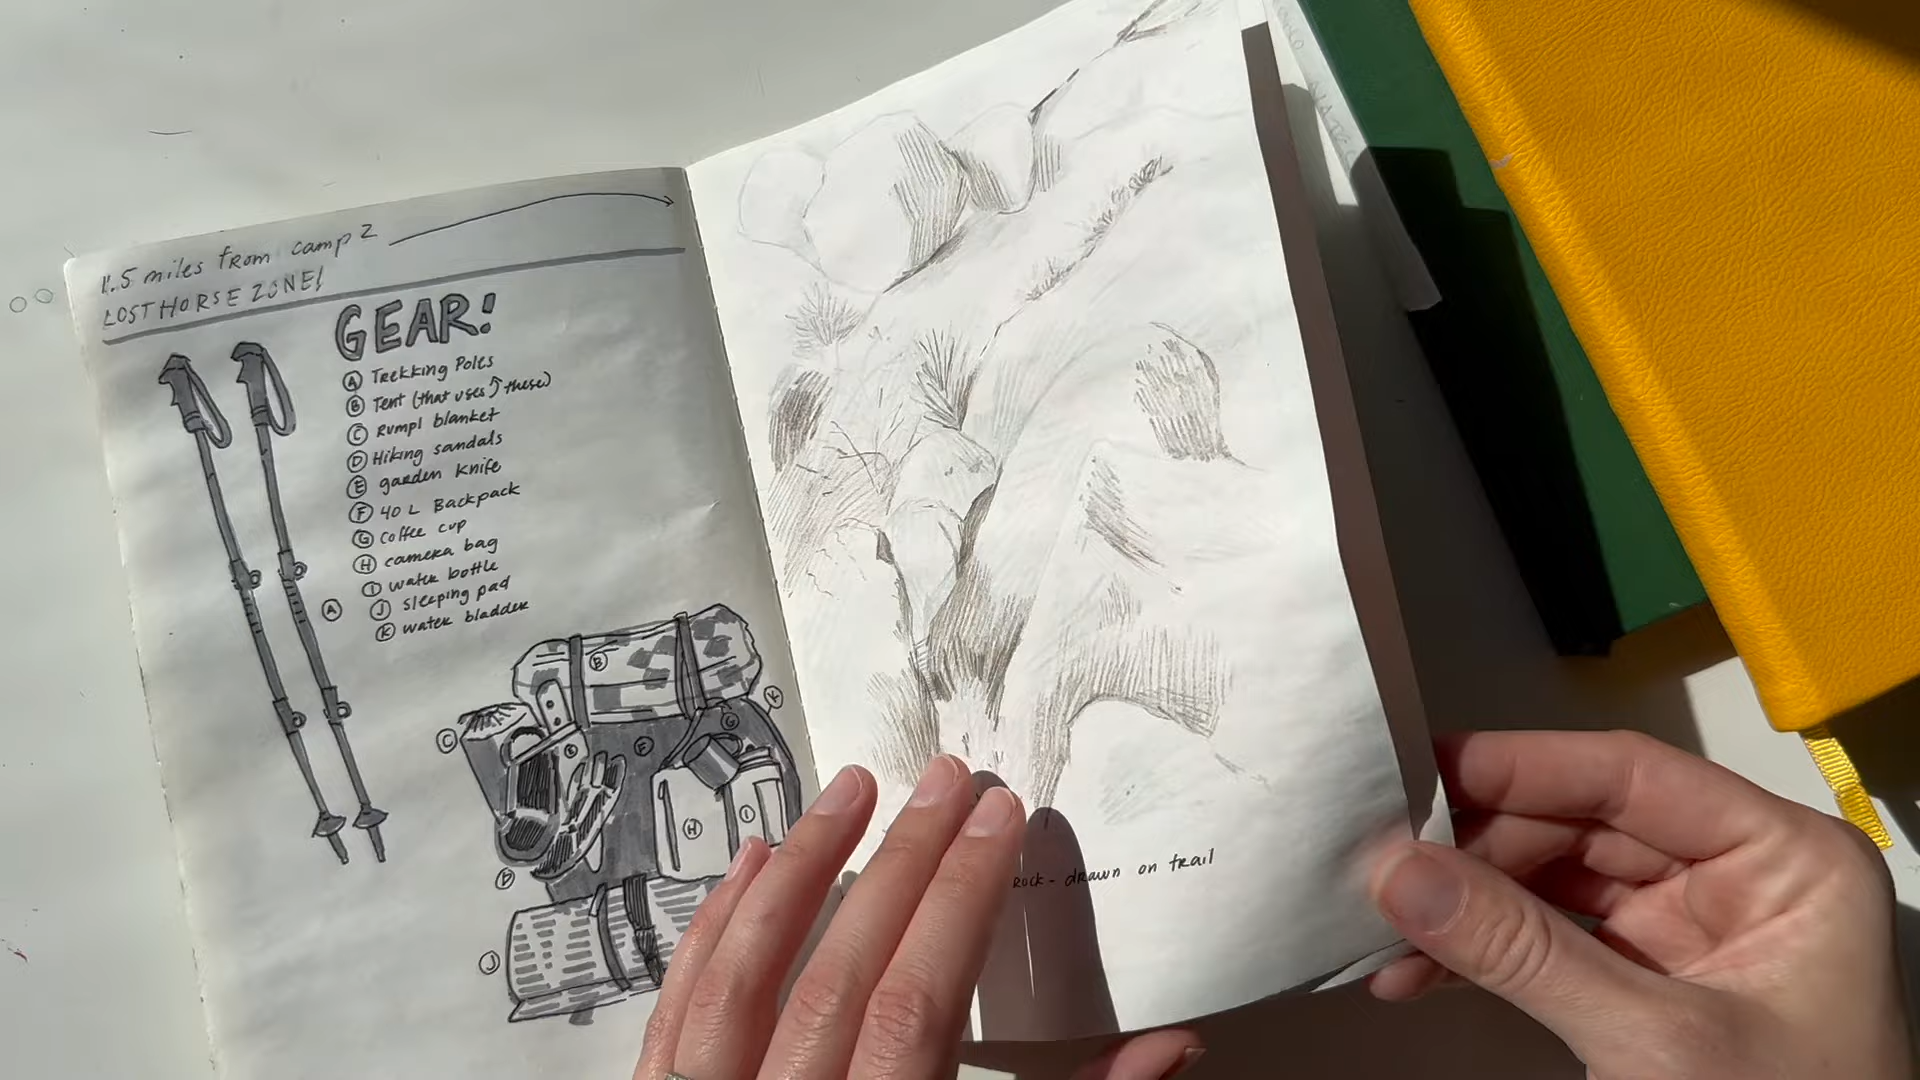 1.5 miles from camp 2
LOST HORSE ZONE!
GEAR!
A Trekking Poles
B Tent (that uses these)
C Rumpl blanket
D Hiking sandals
E garden knife
F 40 L Backpack
G Coffee cup
H camera bag
I water bottle
J sleeping pad
K water bladder
A
B
K
G
C
E
F
H
I
D
J
Rock - drawn on trail